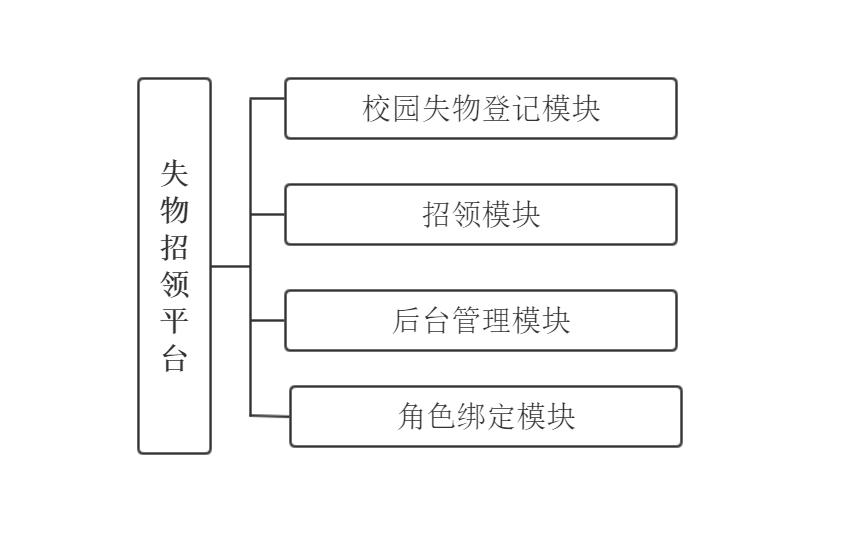 失物招领平台
校园失物登记模块
招领模块
后台管理模块
角色绑定模块